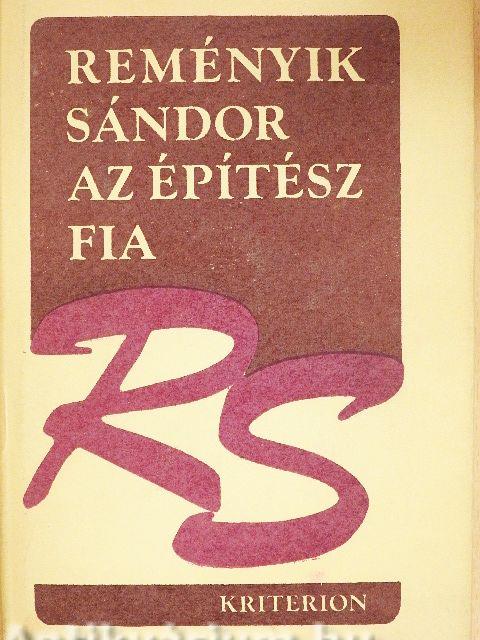 REMÉNYIK
SÁNDOR
AZ ÉPÍTÉSZ
FIA
RS
KRITERION